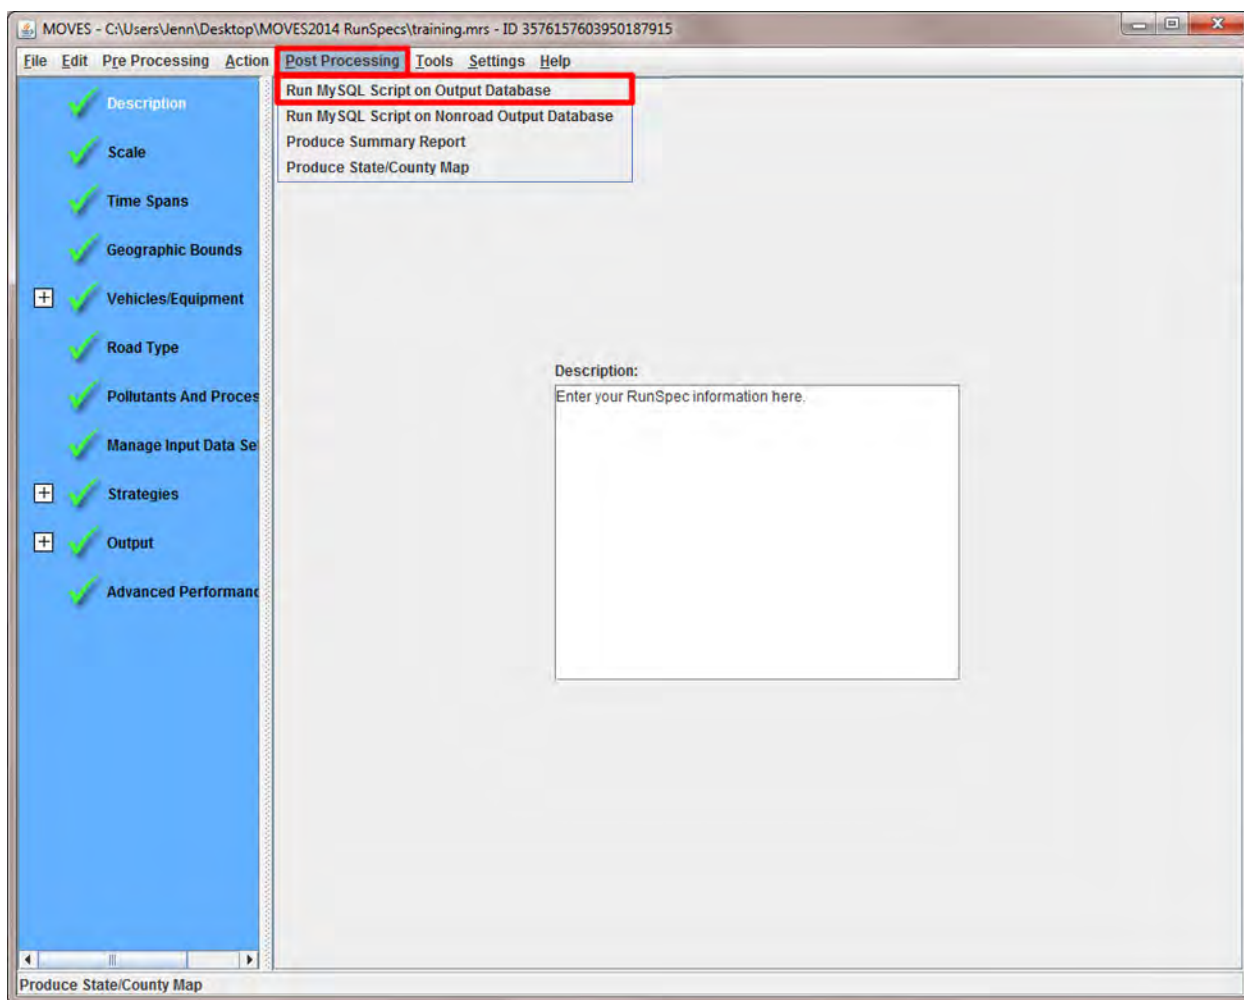 MOVES - C:\Users\Jenn\Desktop\MOVES2014 RunSpecs\training.mrs - ID 3576157603950187915
File Edit Pre Processing Action Post Processing Tools Settings Help
Run MySQL Script on Output Database
Run MySQL Script on Nonroad Output Database
Produce Summary Report
Produce State/County Map
Description
Scale
Time Spans
Geographic Bounds
Vehicles/Equipment
Road Type
Pollutants And Proces
Manage Input Data Se
Strategies
Output
Advanced Performanc
Description:
Enter your RunSpec information here.
Produce State/County Map